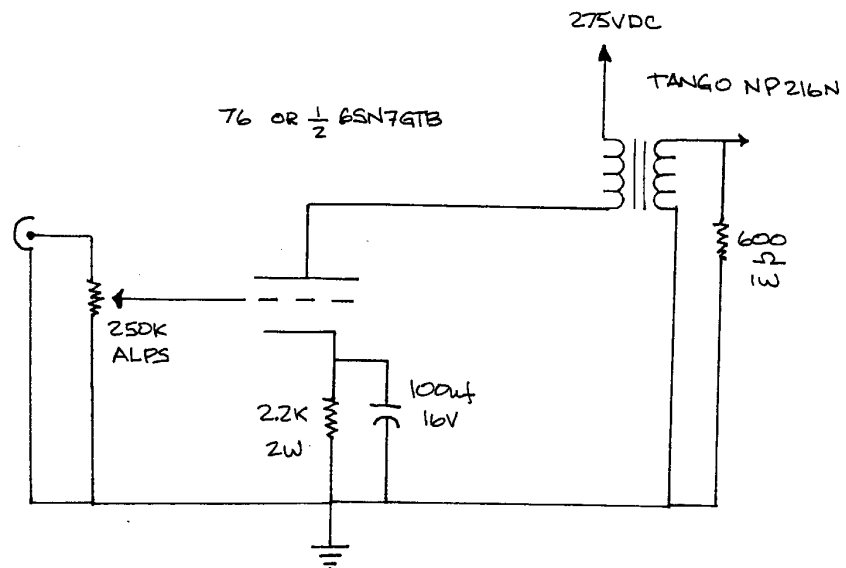 275VDC
TANGO NP216N
76 OR 1/2 6SN7GTB
600
Ω
1W
250K
ALPS
100uf
16V
2.2K
2W